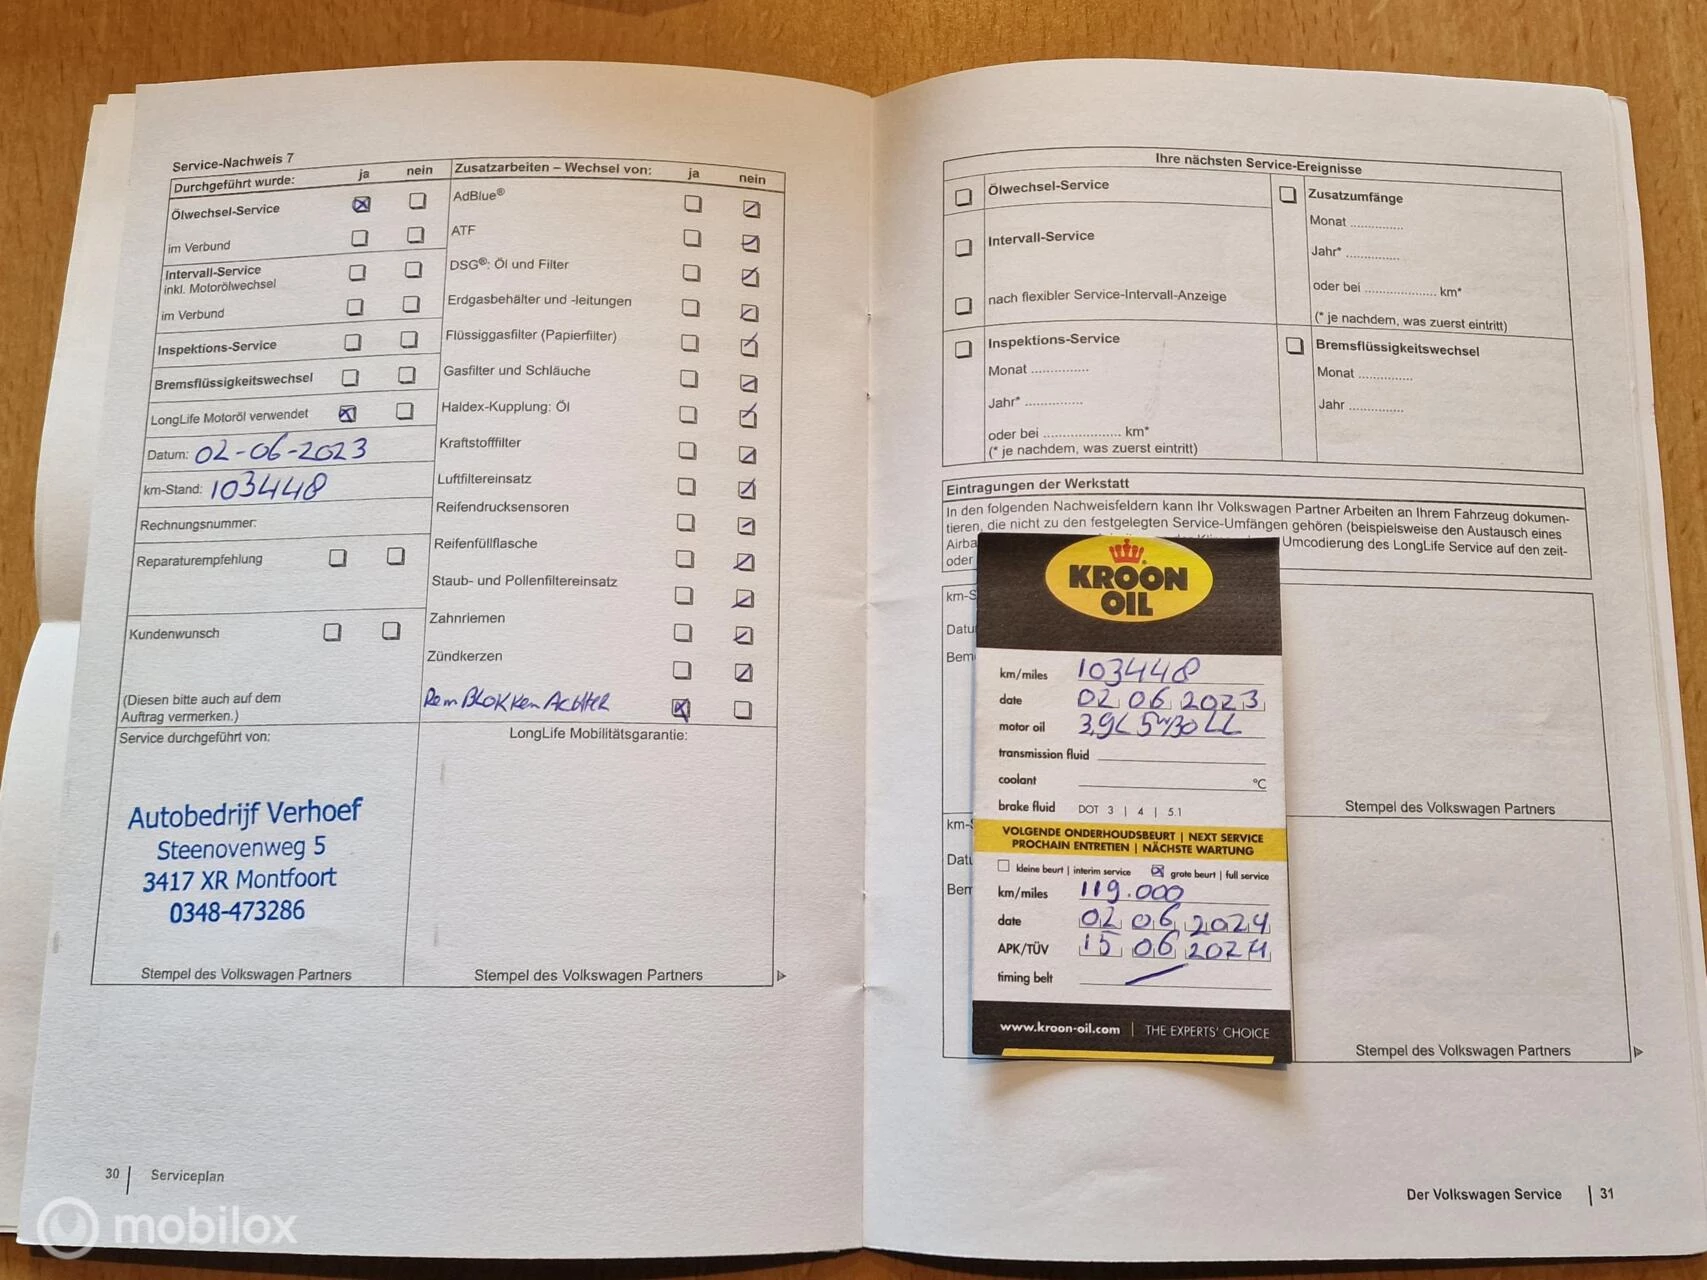 Service-Nachweis 7
Durchgeführt wurde: ja nein
Ölwechsel-Service
im Verbund
Intervall-Service
inkl. Motorölwechsel
im Verbund
Inspektions-Service
Bremsflüssigkeitswechsel
LongLife Motoröl verwendet
Datum: 02-06-2023
km-Stand: 103448
Rechnungsnummer:
Reparaturempfehlung
Kundenwunsch
(Diesen bitte auch auf dem
Auftrag vermerken.)
Zusatzarbeiten – Wechsel von: ja nein
AdBlue®
ATF
DSG®: Öl und Filter
Erdgasbehälter und -leitungen
Flüssiggasfilter (Papierfilter)
Gasfilter und Schläuche
Haldex-Kupplung: Öl
Kraftstofffilter
Luftfiltereinsatz
Reifendrucksensoren
Reifenfüllflasche
Staub- und Pollenfiltereinsatz
Zahnriemen
Zündkerzen
Rem Blokken Achter
Service durchgeführt von:
Autobedrijf Verhoef
Steenovenweg 5
3417 XR Montfoort
0348-473286
Stempel des Volkswagen Partners
LongLife Mobilitätsgarantie:
Stempel des Volkswagen Partners
30 | Serviceplan
mobilox
Ihre nächsten Service-Ereignisse
Ölwechsel-Service
Intervall-Service
nach flexibler Service-Intervall-Anzeige
Inspektions-Service
Monat ...............
Jahr* ...............
oder bei .................... km*
(* je nachdem, was zuerst eintritt)
Zusatzumfänge
Monat ..............
Jahr* ..............
oder bei .................... km*
(* je nachdem, was zuerst eintritt)
Bremsflüssigkeitswechsel
Monat ..............
Jahr ..............
Eintragungen der Werkstatt
In den folgenden Nachweisfeldern kann Ihr Volkswagen Partner Arbeiten an Ihrem Fahrzeug dokumen-
tieren, die nicht zu den festgelegten Service-Umfängen gehören (beispielsweise den Austausch eines
Airba Umcodierung des LongLife Service auf den zeit-
oder
km-S
Datu
Bem
Stempel des Volkswagen Partners
km-S
Datu
Bem
Stempel des Volkswagen Partners
KROON
OIL
km/miles 103448
date 02 06 2023
motor oil 3,9L 5w30 LL
transmission fluid
coolant °C
brake fluid DOT 3 | 4 | 5.1
VOLGENDE ONDERHOUDSBEURT | NEXT SERVICE
PROCHAIN ENTRETIEN | NÄCHSTE WARTUNG
kleine beurt | interim service grote beurt | full service
km/miles 119.000
date 02 06 2024
APK/TÜV 15 06 2024
timing belt
www.kroon-oil.com | THE EXPERTS' CHOICE
Der Volkswagen Service | 31